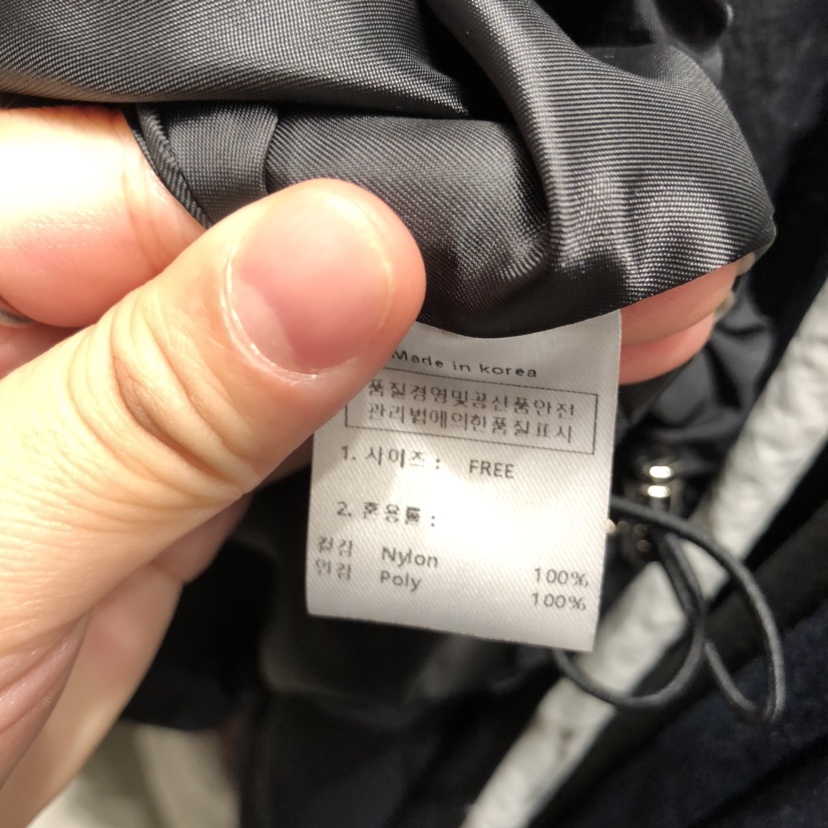 Made in korea
품질경영및공산품안전
관리법에의한품질표시
1. 사이즈 : FREE
2. 혼용률 :
겉감 Nylon 100%
안감 Poly 100%